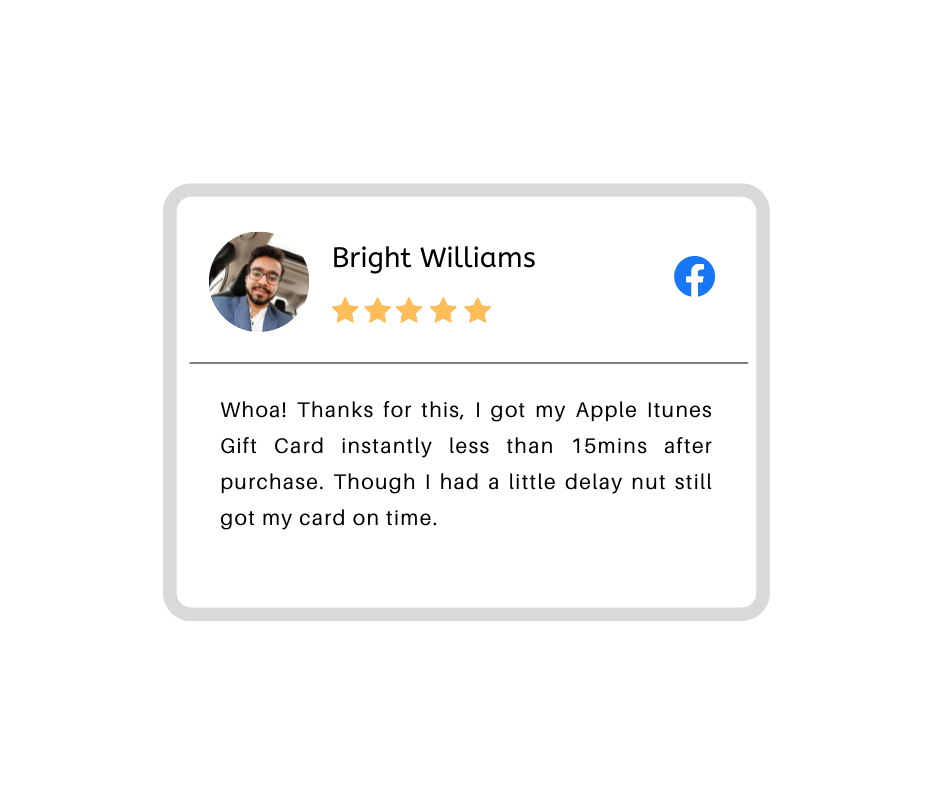 Bright Williams
Whoa! Thanks for this, I got my Apple Itunes
Gift Card instantly less than 15mins after
purchase. Though I had a little delay nut still
got my card on time.